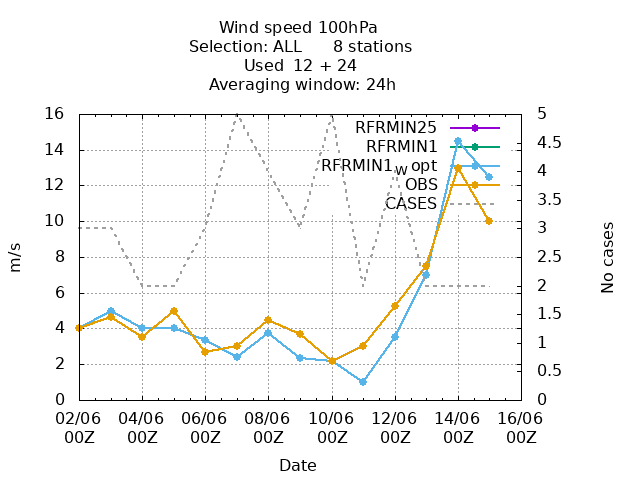 Wind speed 100hPa
Selection: ALL      8 stations
Used  12 + 24
Averaging window: 24h
RFRMIN25
RFRMIN1
RFRMIN1_w opt
OBS
CASES
16
14
12
10
8
6
4
2
0
m/s
5
4.5
4
3.5
3
2.5
2
1.5
1
0.5
0
No cases
02/06 04/06 06/06 08/06 10/06 12/06 14/06 16/06
00Z 00Z 00Z 00Z 00Z 00Z 00Z 00Z
Date